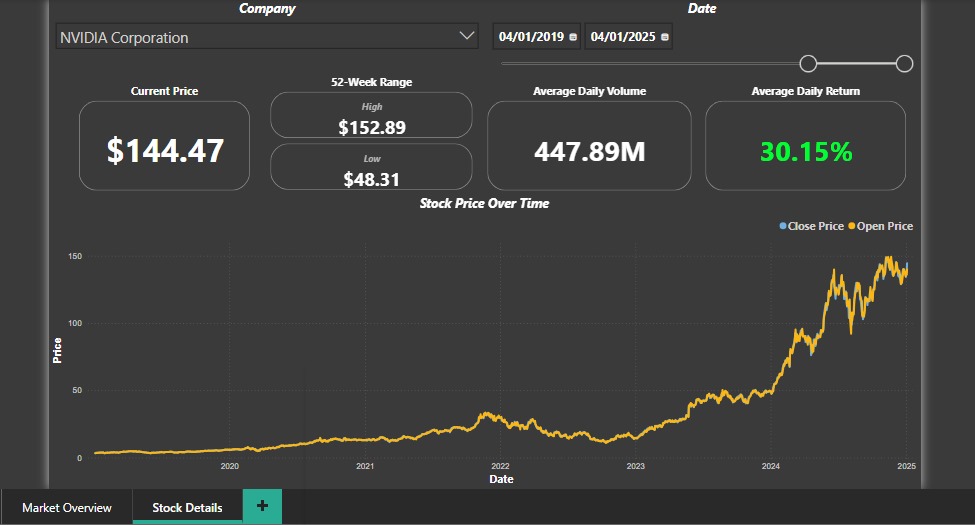 Company
Date
NVIDIA Corporation
04/01/2019
04/01/2025
Current Price
$144.47
52-Week Range
High
$152.89
Low
$48.31
Average Daily Volume
447.89M
Average Daily Return
30.15%
Stock Price Over Time
Close Price
Open Price
150
100
50
0
Price
2020
2021
2022
2023
2024
2025
Date
Market Overview
Stock Details
+